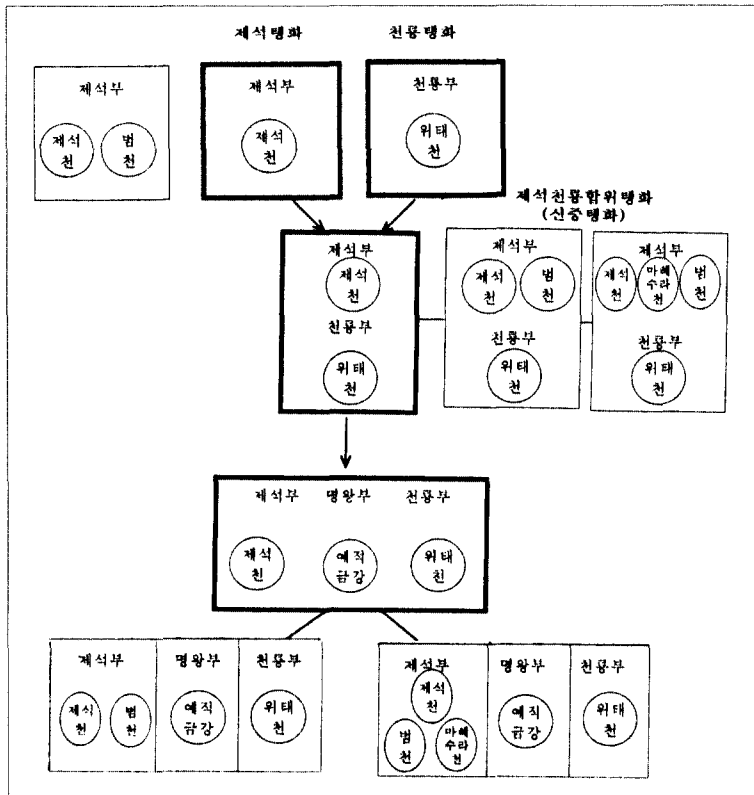 제석탱화
천룡탱화
제석부
제석
천
범
천
제석부
제석
천
천룡부
위태
천
제석천룡합위탱화
(신중탱화)
제석부
제석
천
천룡부
위태
천
제석부
제석
천
범
천
천룡부
위태
천
제석부
제석
천
마혜
수라
천
범
천
천룡부
위태
천
제석부 명왕부 천룡부
제석
천
예적
금강
위태
천
제석부
제석
천
범
천
명왕부
예적
금강
천룡부
위태
천
제석부
제석
천
범
천
마혜
수라
천
명왕부
예적
금강
천룡부
위태
천